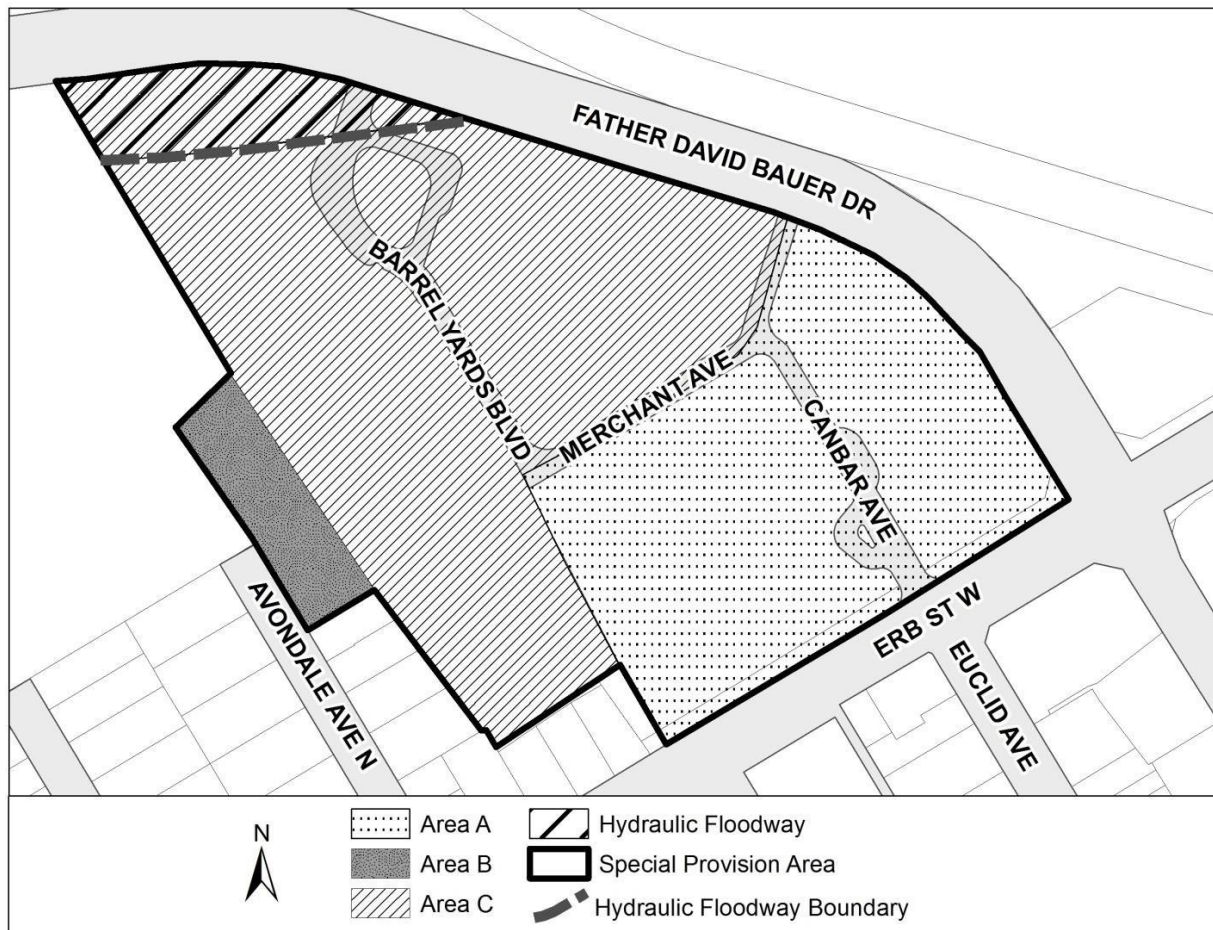 FATHER DAVID BAUER DR
BARREL YARDS BLVD
MERCHANT AVE
CANBAR AVE
AVONDALE AVE N
ERB ST W
EUCLID AVE
N
Area A
Hydraulic Floodway
Area B
Special Provision Area
Area C
Hydraulic Floodway Boundary